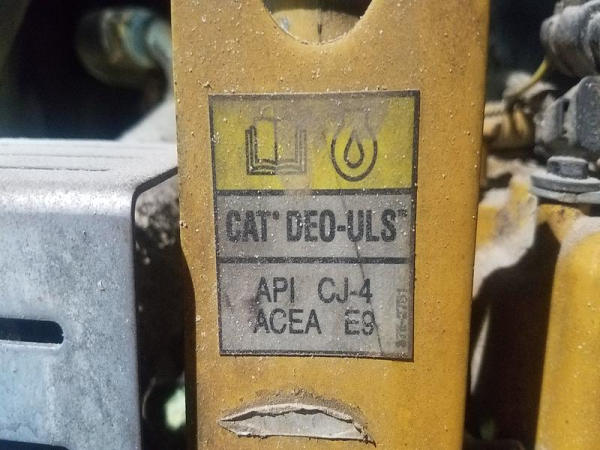 CAT® DEO-ULS™
API CJ-4
ACEA E9